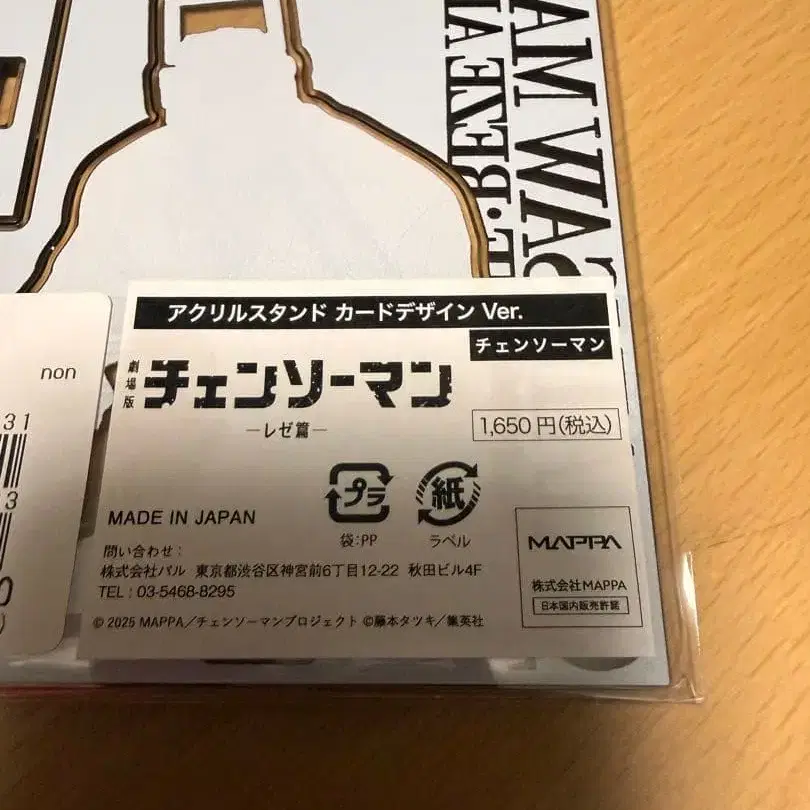 non
31
3
アクリルスタンド カードデザイン Ver.
チェンソーマン
劇場版 チェンソーマン
―レゼ篇―
1,650 円(税込)
プラ
袋:PP
紙
ラベル
MADE IN JAPAN
問い合わせ:
株式会社パル 東京都渋谷区神宮前6丁目12-22 秋田ビル4F
TEL : 03-5468-8295
© 2025 MAPPA/チェンソーマンプロジェクト ©藤本タツキ/集英社
MAPPA
株式会社MAPPA
日本国内販売許諾